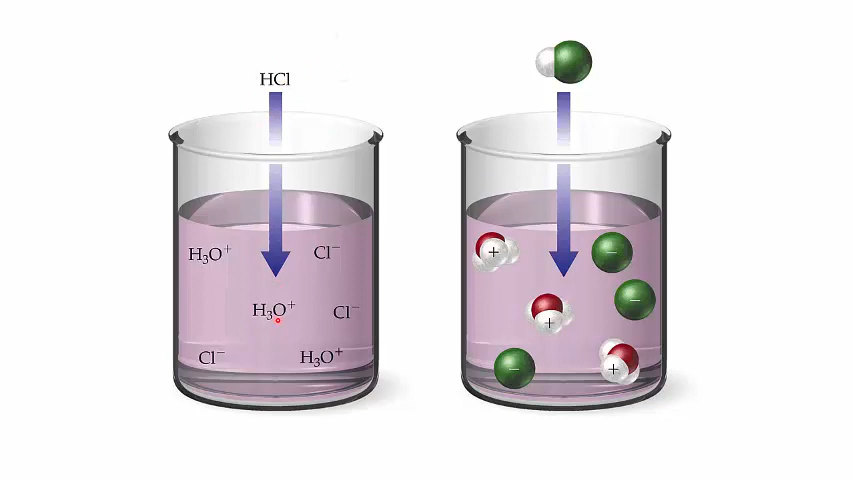 HCl
H₃O⁺ Cl⁻
H₃O⁺ Cl⁻
Cl⁻ H₃O⁺
+ −
−
+
− +